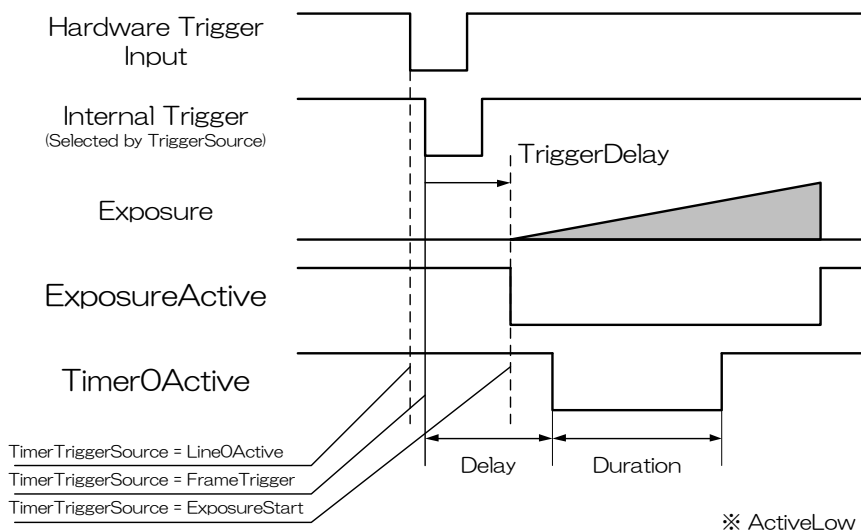 Hardware Trigger
Input
Internal Trigger
(Selected by TriggerSource)
TriggerDelay
Exposure
ExposureActive
Timer0Active
TimerTriggerSource = Line0Active
TimerTriggerSource = FrameTrigger
TimerTriggerSource = ExposureStart
Delay
Duration
※ ActiveLow